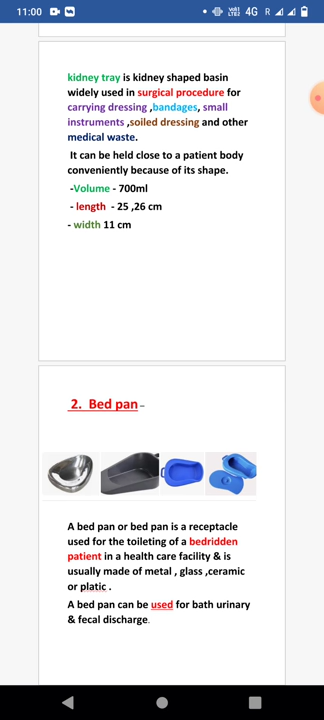 11:00
4G R
kidney tray is kidney shaped basin
widely used in surgical procedure for
carrying dressing ,bandages, small
instruments ,soiled dressing and other
medical waste.
It can be held close to a patient body
conveniently because of its shape.
-Volume - 700ml
- length - 25 ,26 cm
- width 11 cm
2. Bed pan –
A bed pan or bed pan is a receptacle
used for the toileting of a bedridden
patient in a health care facility & is
usually made of metal , glass ,ceramic
or platic .
A bed pan can be used for bath urinary
& fecal discharge.